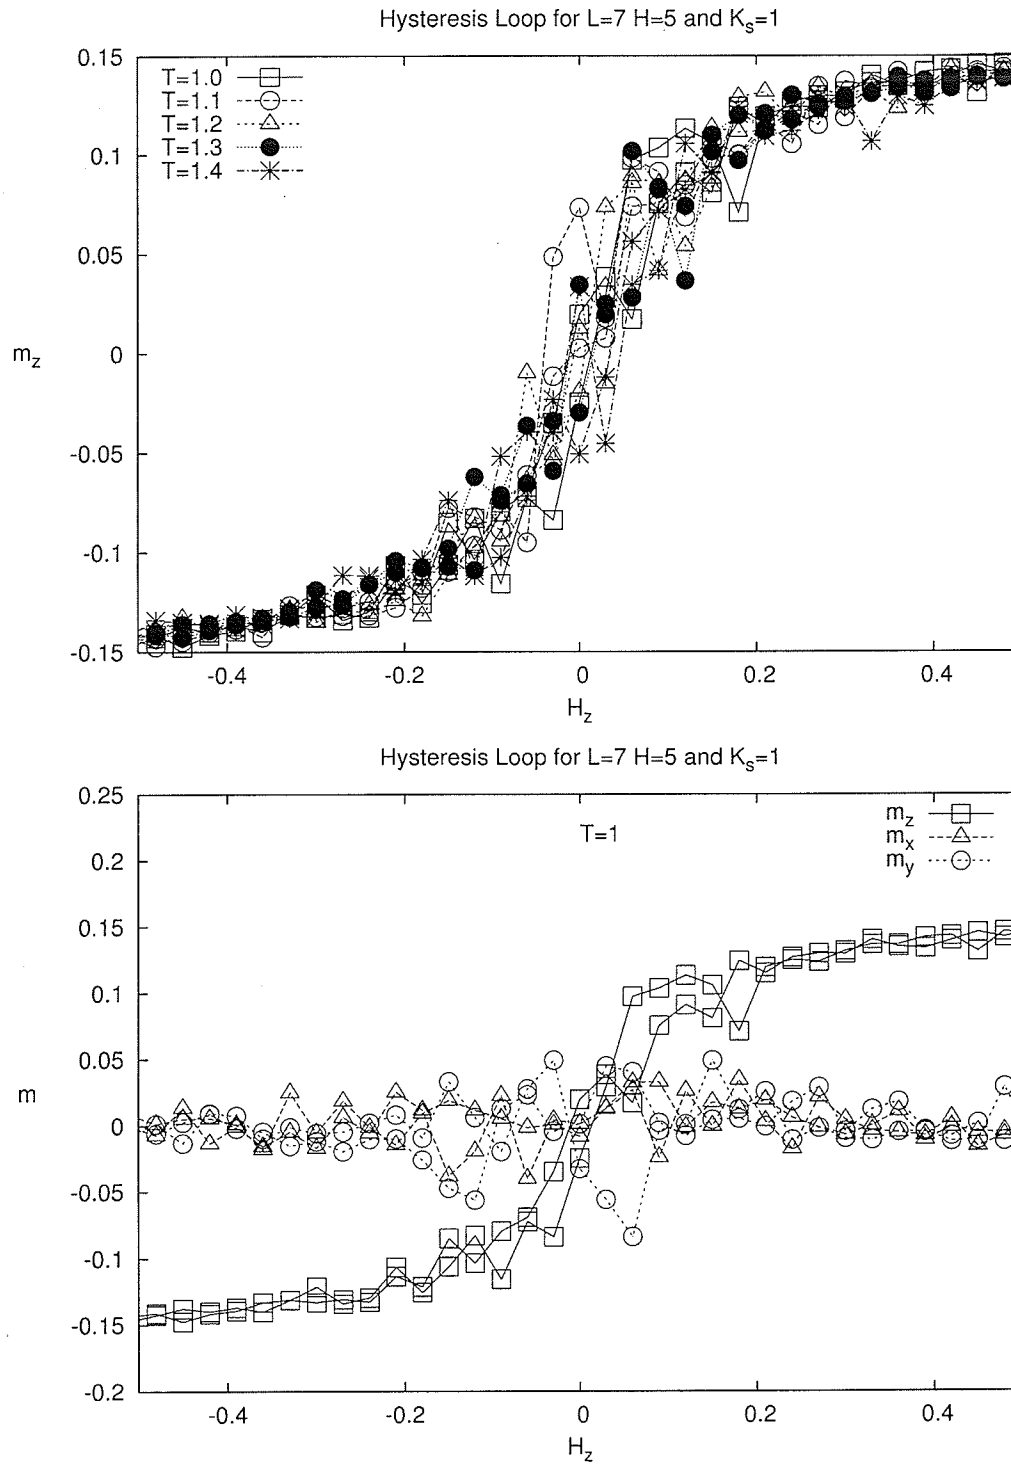 Hysteresis Loop for L=7 H=5 and Kₛ=1
0.15
T=1.0
T=1.1
T=1.2
T=1.3
T=1.4
0.1
0.05
m_z
0
-0.05
-0.1
-0.15
-0.4 -0.2 0 0.2 0.4
H_z
Hysteresis Loop for L=7 H=5 and Kₛ=1
0.25
T=1
m_z
m_x
m_y
0.2
0.15
0.1
0.05
m
0
-0.05
-0.1
-0.15
-0.2
-0.4 -0.2 0 0.2 0.4
H_z